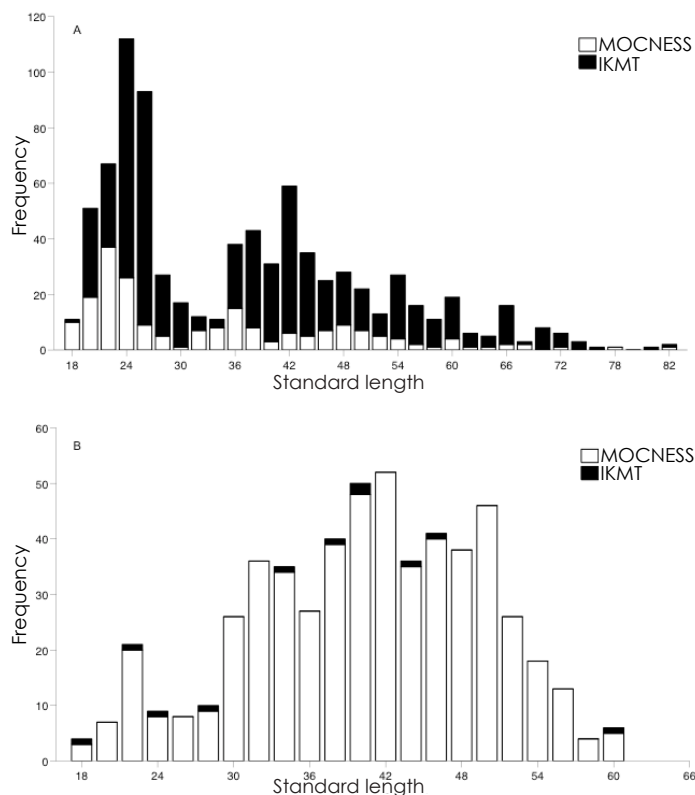 A
MOCNESS
IKMT
Frequency
120
100
80
60
40
20
0
18 24 30 36 42 48 54 60 66 72 78 82
Standard length
B
MOCNESS
IKMT
Frequency
60
50
40
30
20
10
0
18 24 30 36 42 48 54 60 66
Standard length